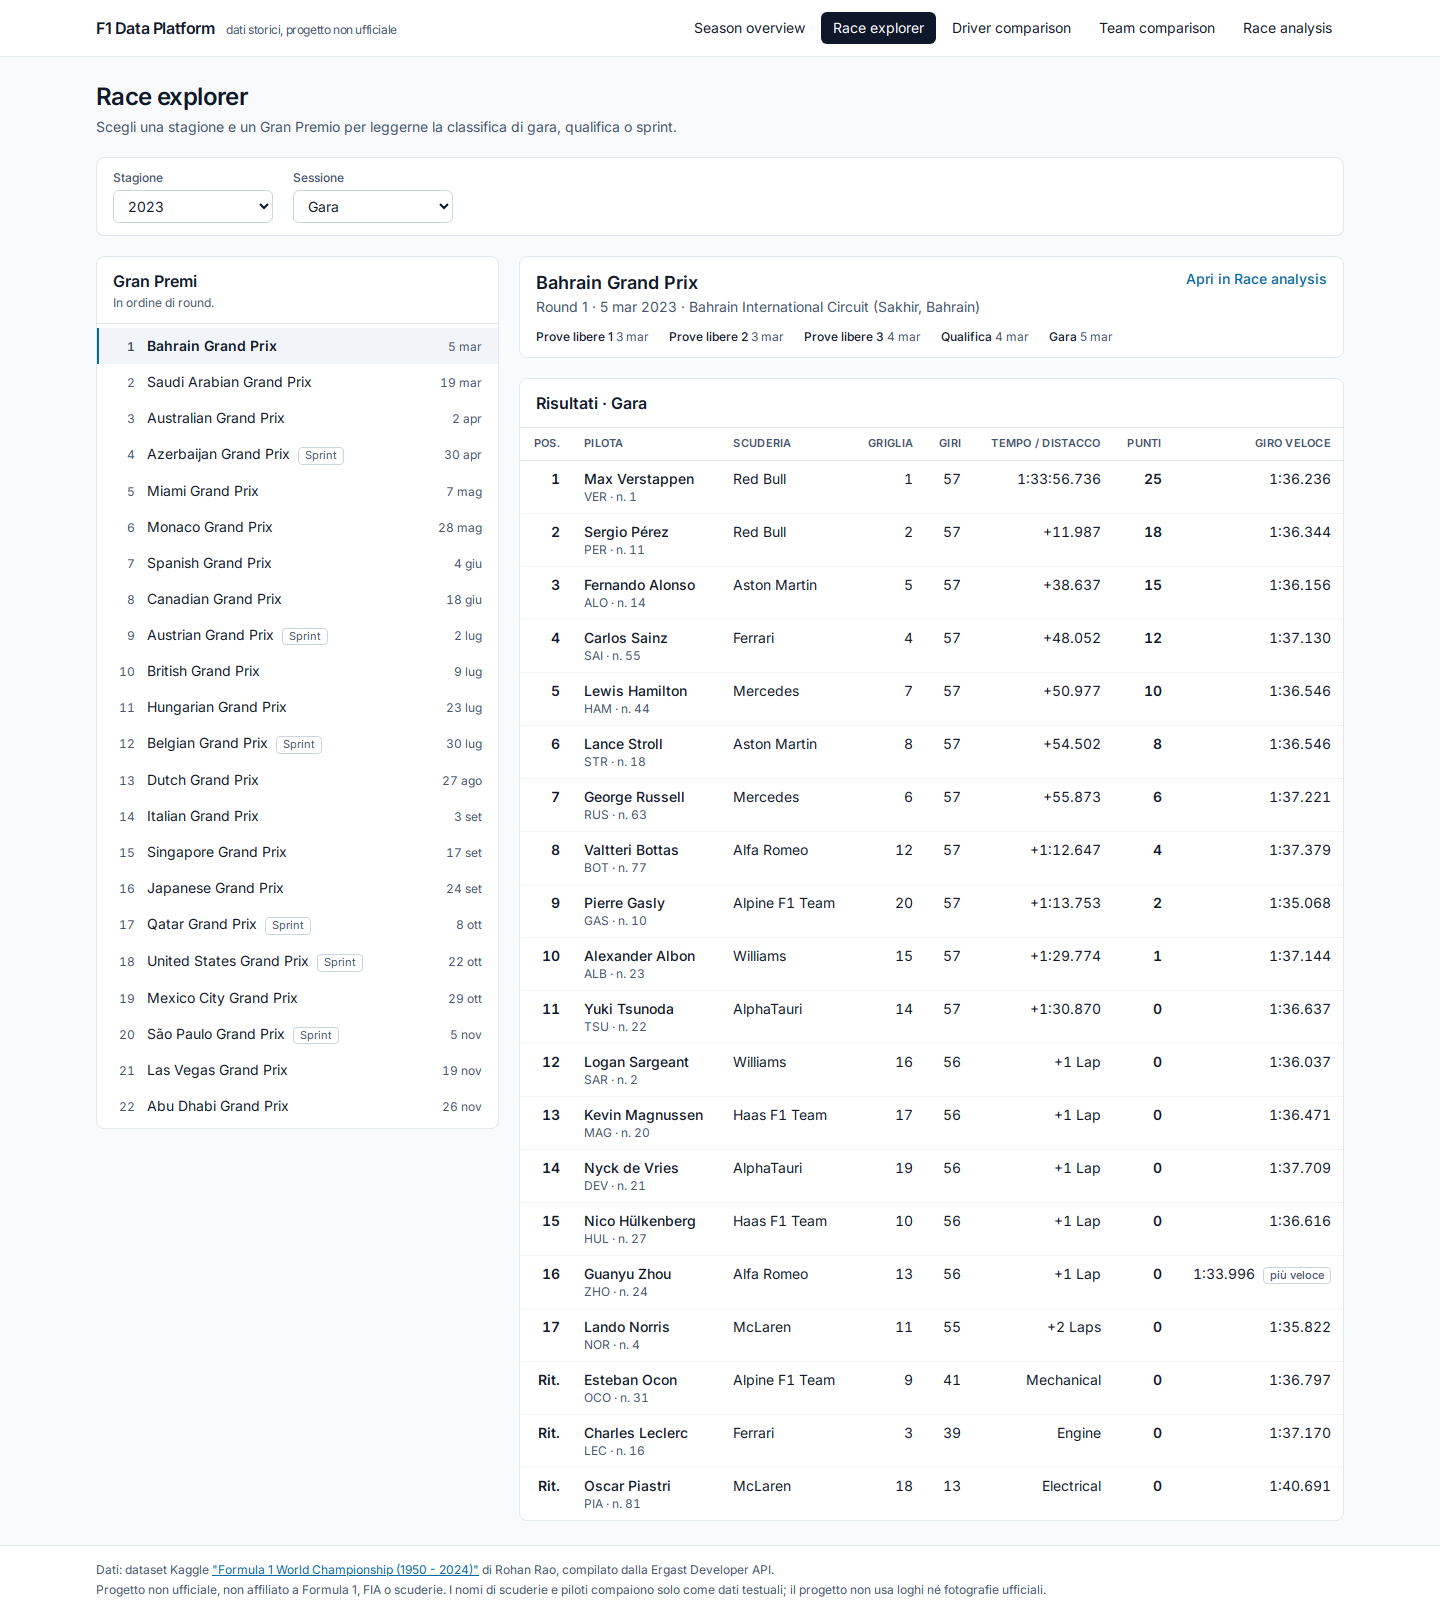 F1 Data Platform dati storici, progetto non ufficiale
Season overview Race explorer Driver comparison Team comparison Race analysis
Race explorer
Scegli una stagione e un Gran Premio per leggerne la classifica di gara, qualifica o sprint.
Stagione Sessione
2023 Gara
Gran Premi
In ordine di round.
1 Bahrain Grand Prix 5 mar
2 Saudi Arabian Grand Prix 19 mar
3 Australian Grand Prix 2 apr
4 Azerbaijan Grand Prix Sprint 30 apr
5 Miami Grand Prix 7 mag
6 Monaco Grand Prix 28 mag
7 Spanish Grand Prix 4 giu
8 Canadian Grand Prix 18 giu
9 Austrian Grand Prix Sprint 2 lug
10 British Grand Prix 9 lug
11 Hungarian Grand Prix 23 lug
12 Belgian Grand Prix Sprint 30 lug
13 Dutch Grand Prix 27 ago
14 Italian Grand Prix 3 set
15 Singapore Grand Prix 17 set
16 Japanese Grand Prix 24 set
17 Qatar Grand Prix Sprint 8 ott
18 United States Grand Prix Sprint 22 ott
19 Mexico City Grand Prix 29 ott
20 São Paulo Grand Prix Sprint 5 nov
21 Las Vegas Grand Prix 19 nov
22 Abu Dhabi Grand Prix 26 nov
Bahrain Grand Prix Apri in Race analysis
Round 1 · 5 mar 2023 · Bahrain International Circuit (Sakhir, Bahrain)
Prove libere 1 3 mar Prove libere 2 3 mar Prove libere 3 4 mar Qualifica 4 mar Gara 5 mar
Risultati · Gara
POS. PILOTA SCUDERIA GRIGLIA GIRI TEMPO / DISTACCO PUNTI GIRO VELOCE
1 Max Verstappen Red Bull 1 57 1:33:56.736 25 1:36.236
VER · n. 1
2 Sergio Pérez Red Bull 2 57 +11.987 18 1:36.344
PER · n. 11
3 Fernando Alonso Aston Martin 5 57 +38.637 15 1:36.156
ALO · n. 14
4 Carlos Sainz Ferrari 4 57 +48.052 12 1:37.130
SAI · n. 55
5 Lewis Hamilton Mercedes 7 57 +50.977 10 1:36.546
HAM · n. 44
6 Lance Stroll Aston Martin 8 57 +54.502 8 1:36.546
STR · n. 18
7 George Russell Mercedes 6 57 +55.873 6 1:37.221
RUS · n. 63
8 Valtteri Bottas Alfa Romeo 12 57 +1:12.647 4 1:37.379
BOT · n. 77
9 Pierre Gasly Alpine F1 Team 20 57 +1:13.753 2 1:35.068
GAS · n. 10
10 Alexander Albon Williams 15 57 +1:29.774 1 1:37.144
ALB · n. 23
11 Yuki Tsunoda AlphaTauri 14 57 +1:30.870 0 1:36.637
TSU · n. 22
12 Logan Sargeant Williams 16 56 +1 Lap 0 1:36.037
SAR · n. 2
13 Kevin Magnussen Haas F1 Team 17 56 +1 Lap 0 1:36.471
MAG · n. 20
14 Nyck de Vries AlphaTauri 19 56 +1 Lap 0 1:37.709
DEV · n. 21
15 Nico Hülkenberg Haas F1 Team 10 56 +1 Lap 0 1:36.616
HUL · n. 27
16 Guanyu Zhou Alfa Romeo 13 56 +1 Lap 0 1:33.996 più veloce
ZHO · n. 24
17 Lando Norris McLaren 11 55 +2 Laps 0 1:35.822
NOR · n. 4
Rit. Esteban Ocon Alpine F1 Team 9 41 Mechanical 0 1:36.797
OCO · n. 31
Rit. Charles Leclerc Ferrari 3 39 Engine 0 1:37.170
LEC · n. 16
Rit. Oscar Piastri McLaren 18 13 Electrical 0 1:40.691
PIA · n. 81
Dati: dataset Kaggle "Formula 1 World Championship (1950 - 2024)" di Rohan Rao, compilato dalla Ergast Developer API.
Progetto non ufficiale, non affiliato a Formula 1, FIA o scuderie. I nomi di scuderie e piloti compaiono solo come dati testuali; il progetto non usa loghi né fotografie ufficiali.